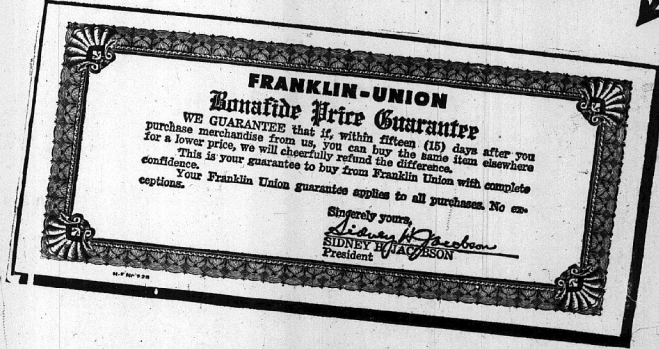 FRANKLIN-UNION
Bonafide Price Guarantee
WE GUARANTEE that if, within fifteen (15) days after you
purchase merchandise from us, you can buy the same item elsewhere
for a lower price, we will cheerfully refund the difference.
This is your guarantee to buy from Franklin Union with complete
confidence.
Your Franklin Union guarantee applies to all purchases. No ex-
ceptions.
Sincerely yours,
Sidney H. Jacobson
SIDNEY H. JACOBSON
President